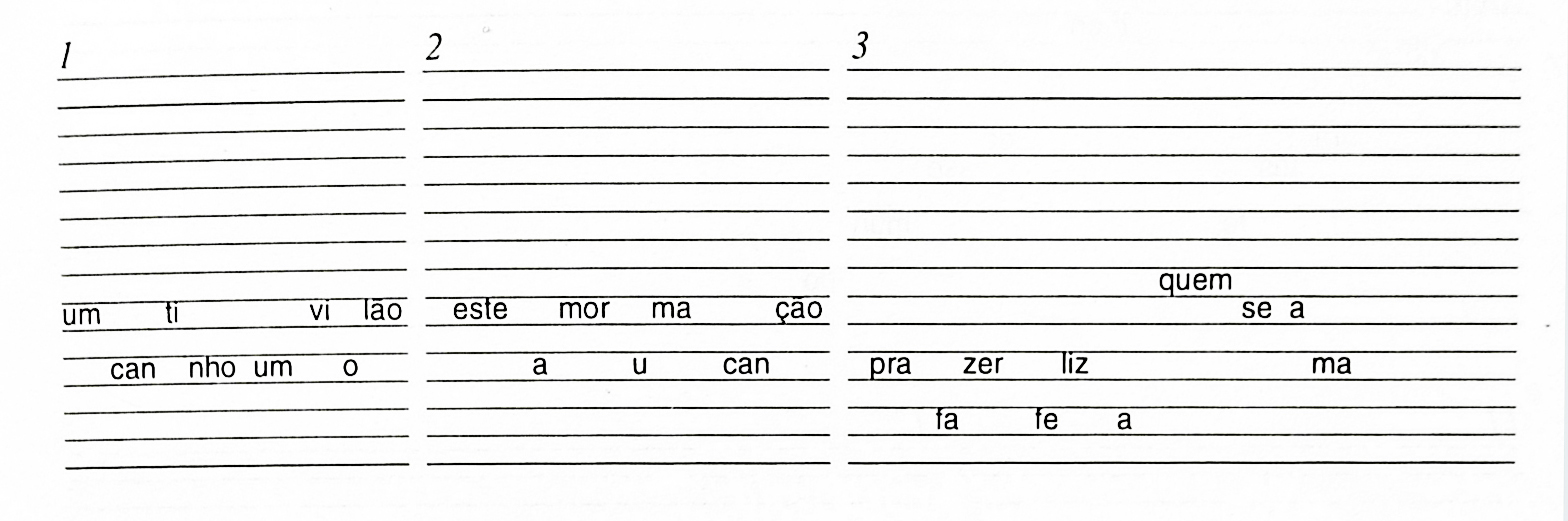 1 2 3
quem
um ti vi lão este mor ma ção se a
can nho um o a u can pra zer liz ma
fa fe a